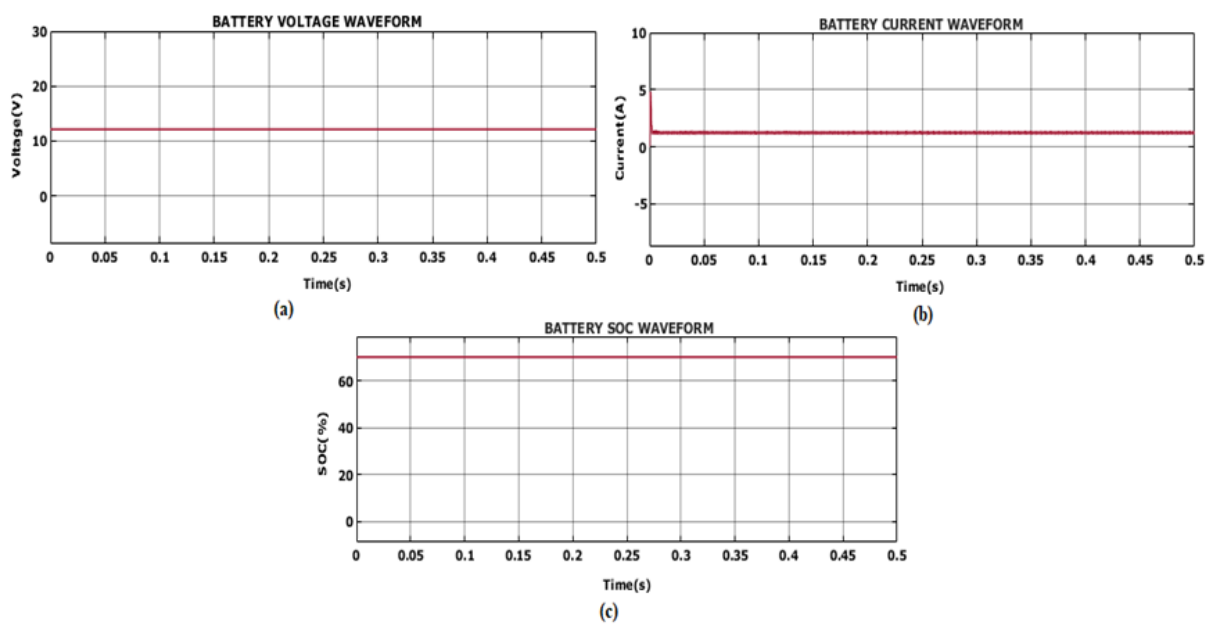 BATTERY VOLTAGE WAVEFORM
30
20
10
0
Voltage(V)
0 0.05 0.1 0.15 0.2 0.25 0.3 0.35 0.4 0.45 0.5
Time(s)
(a)
BATTERY CURRENT WAVEFORM
10
5
0
-5
Current(A)
0 0.05 0.1 0.15 0.2 0.25 0.3 0.35 0.4 0.45 0.5
Time(s)
(b)
BATTERY SOC WAVEFORM
60
40
20
0
SOC(%)
0 0.05 0.1 0.15 0.2 0.25 0.3 0.35 0.4 0.45 0.5
Time(s)
(c)